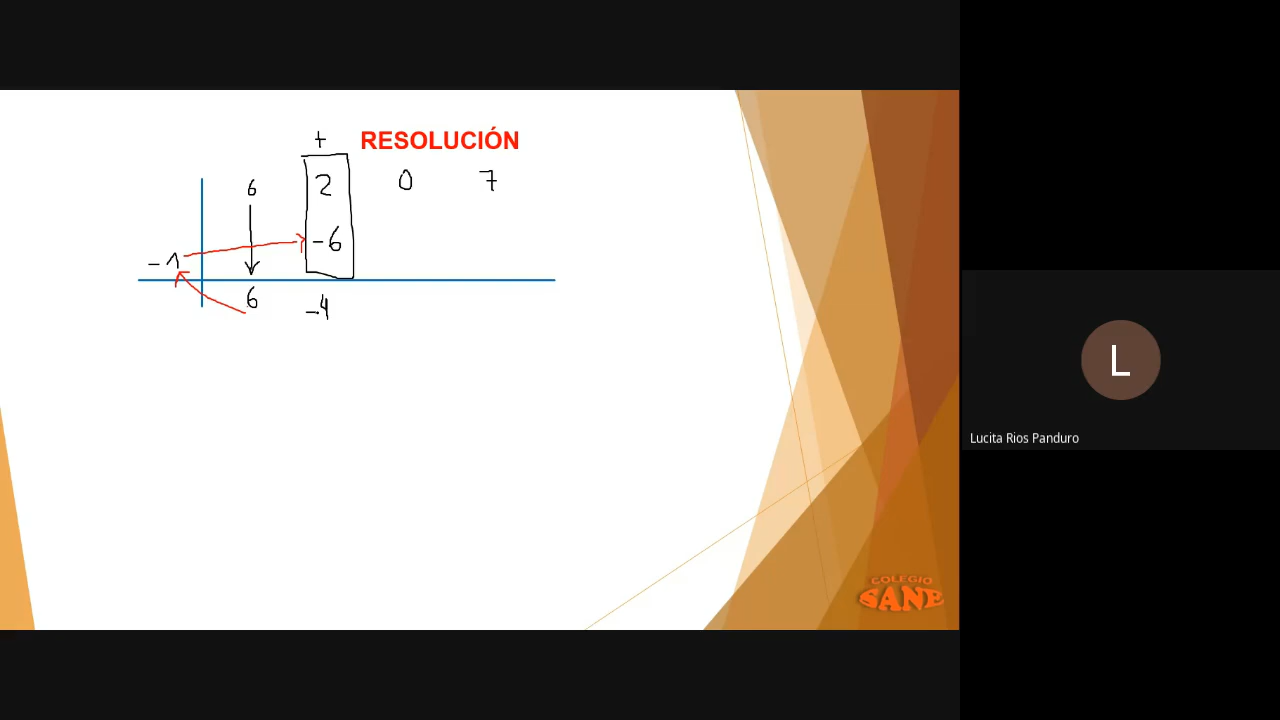 + RESOLUCIÓN
6 2 0 7
-6
-1
6 -4
L
Lucita Rios Panduro
COLEGIO
SANE